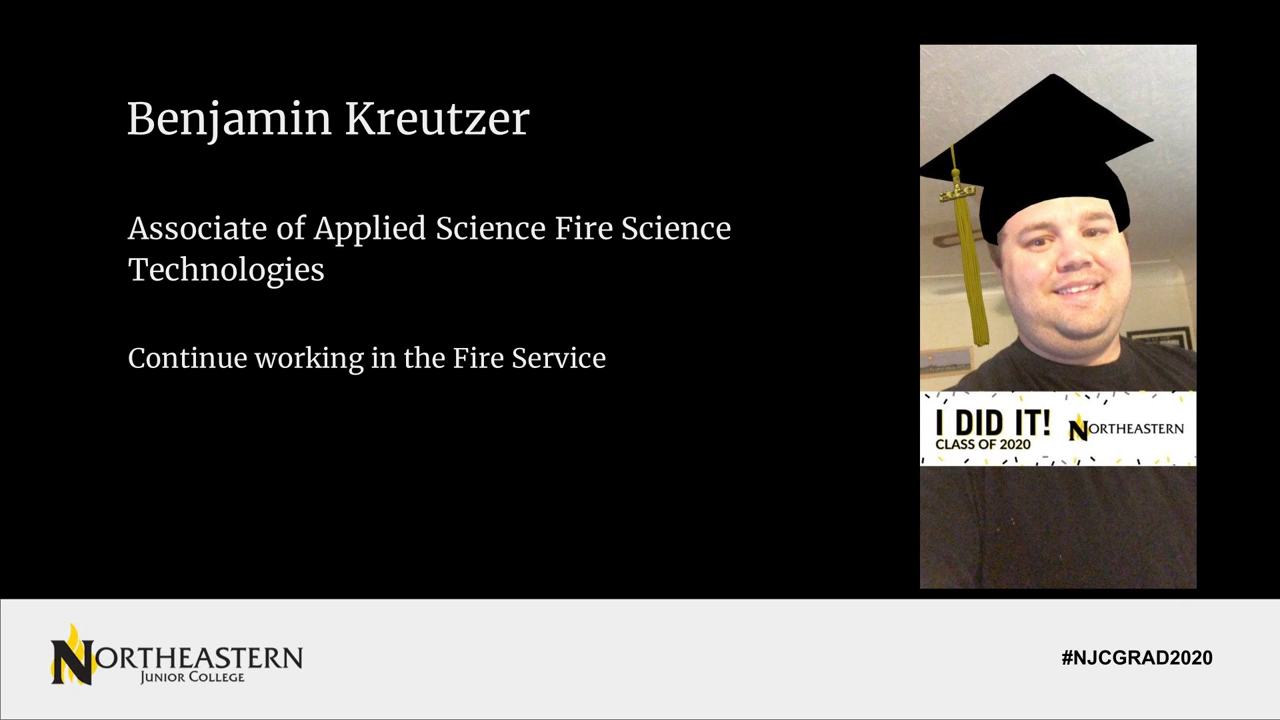 Benjamin Kreutzer
Associate of Applied Science Fire Science
Technologies
Continue working in the Fire Service
I DID IT!
CLASS OF 2020
NORTHEASTERN
NORTHEASTERN
JUNIOR COLLEGE
#NJCGRAD2020